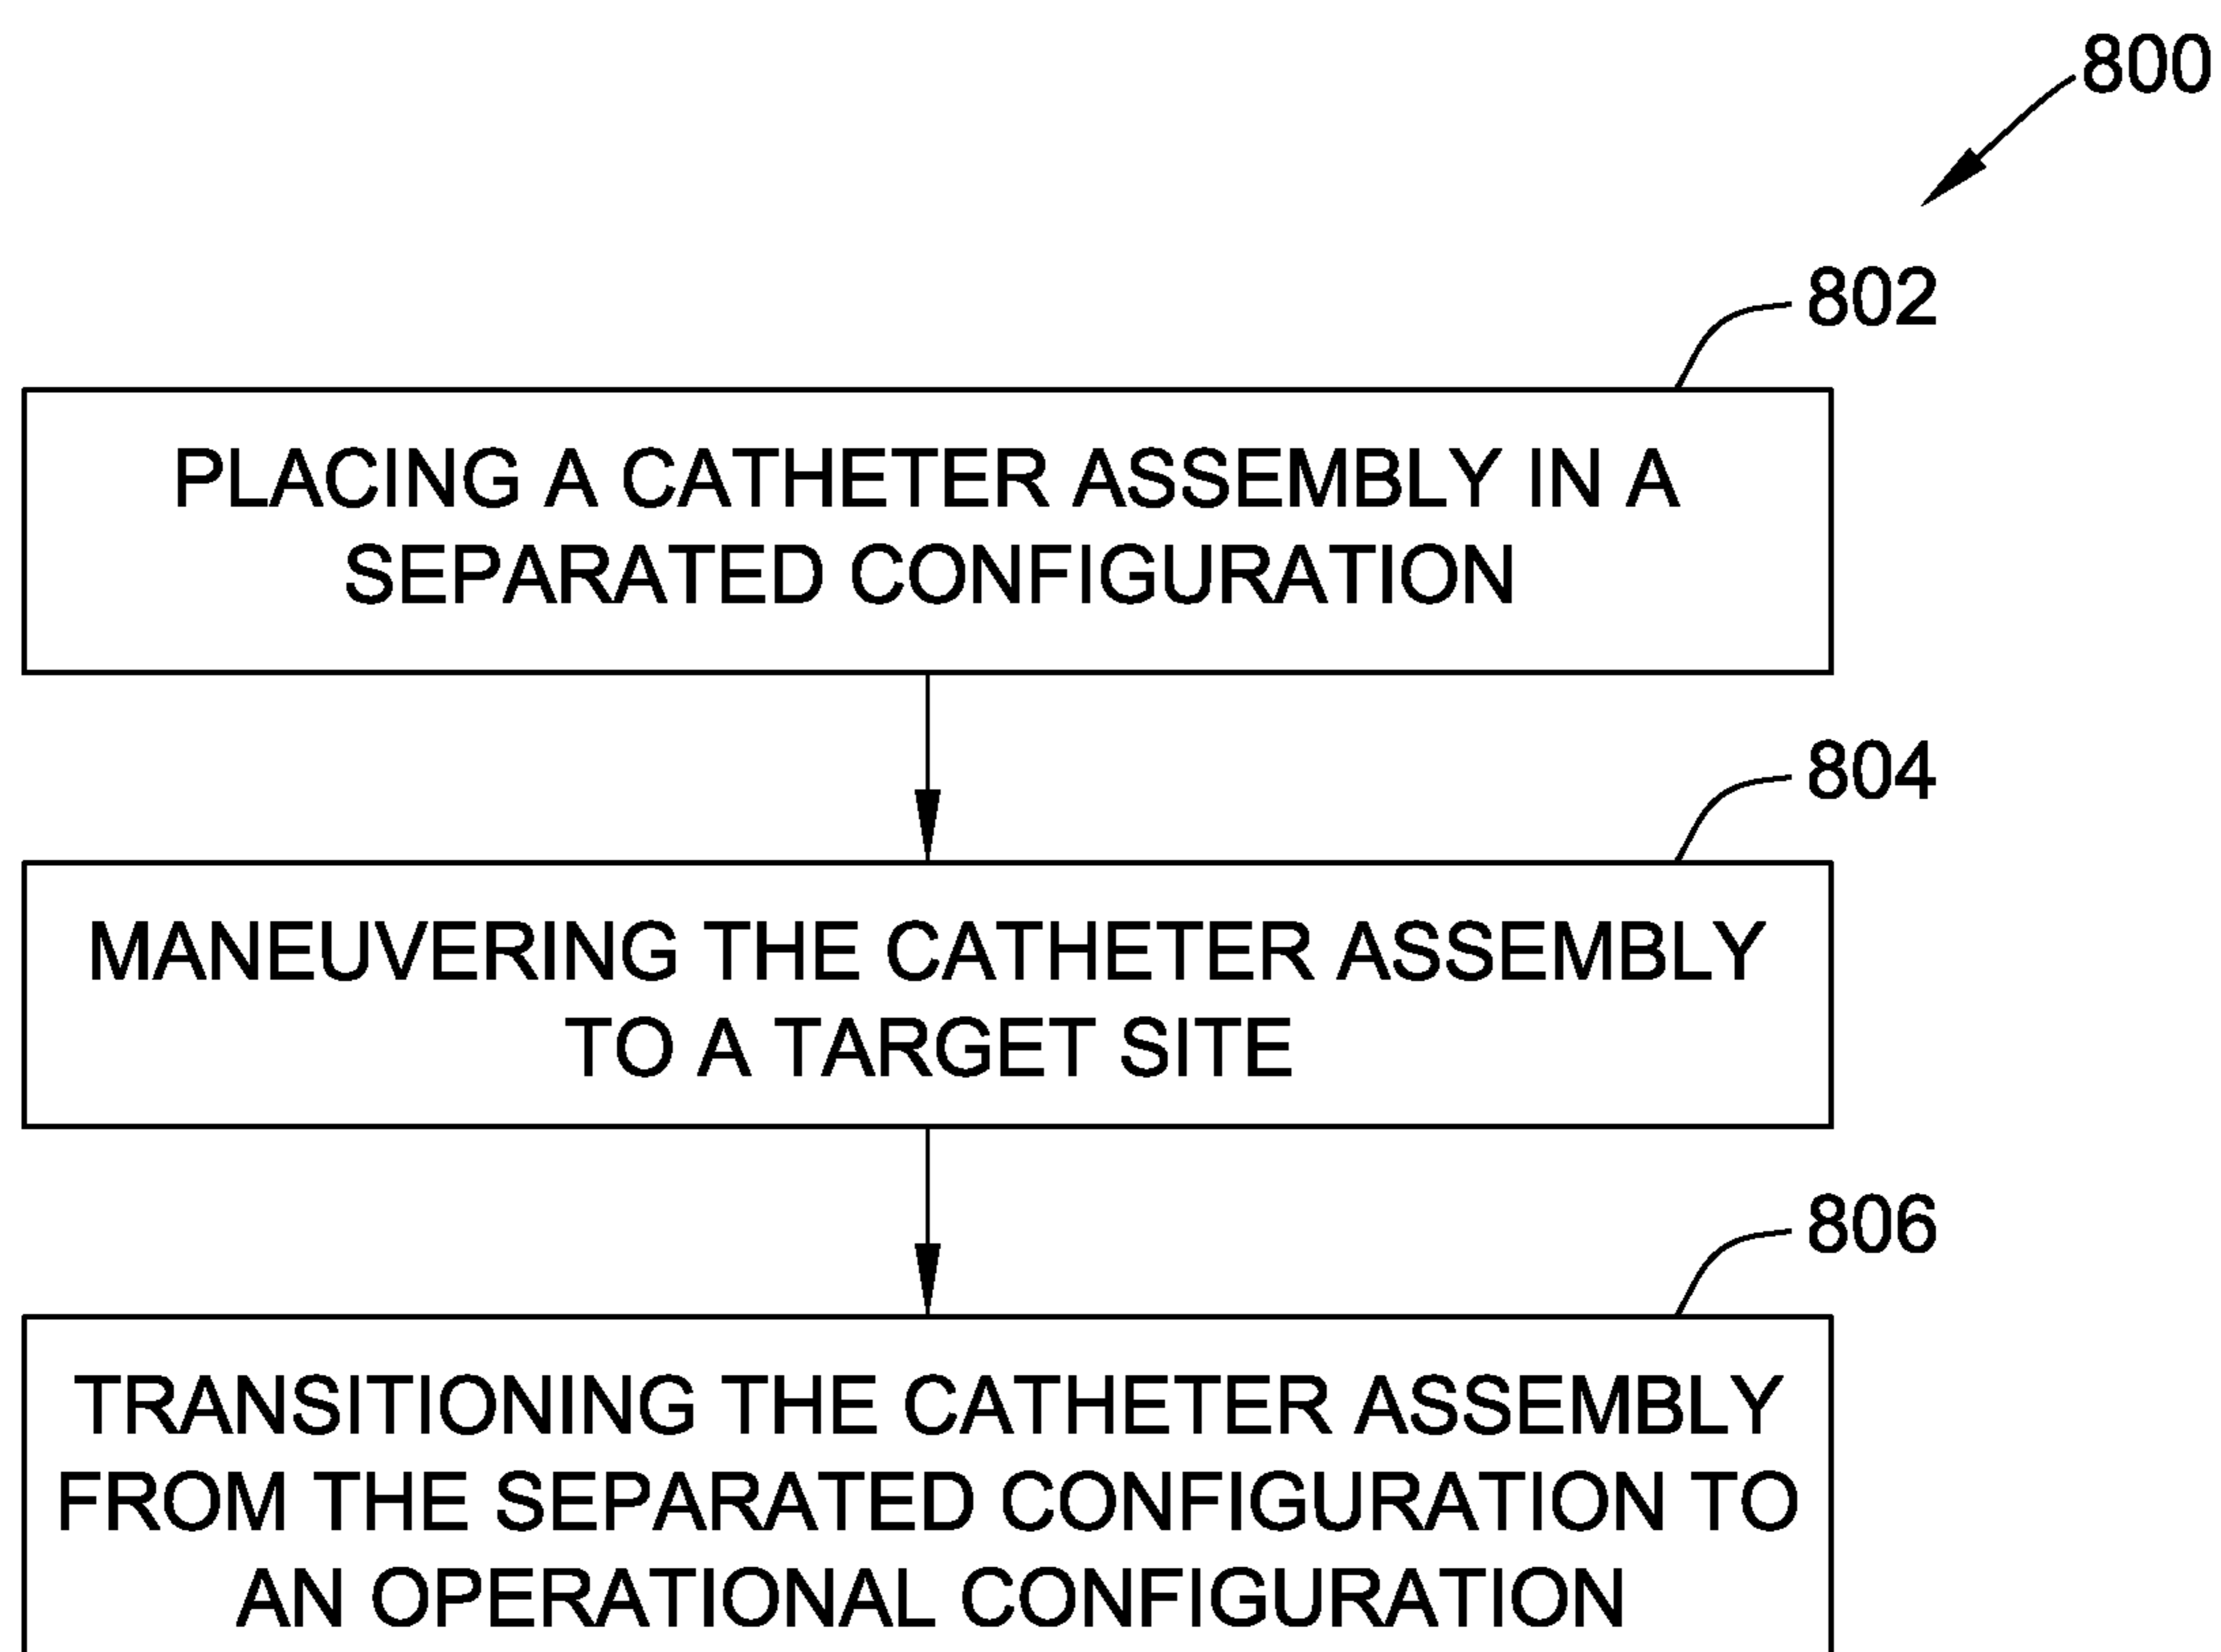 800
802
PLACING A CATHETER ASSEMBLY IN A
SEPARATED CONFIGURATION
804
MANEUVERING THE CATHETER ASSEMBLY
TO A TARGET SITE
806
TRANSITIONING THE CATHETER ASSEMBLY
FROM THE SEPARATED CONFIGURATION TO
AN OPERATIONAL CONFIGURATION